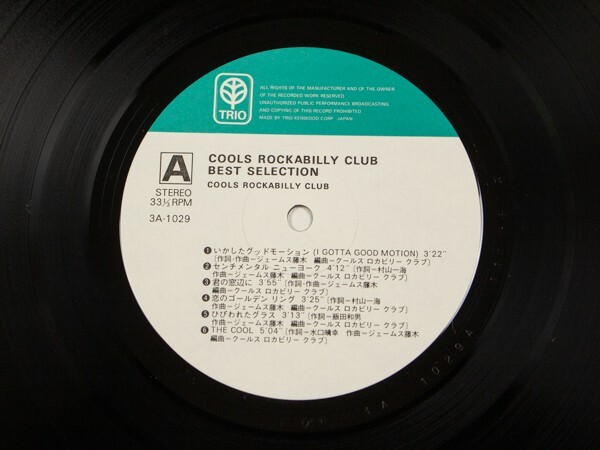 TRIO
ALL RIGHTS OF THE MANUFACTURER AND OF THE OWNER
OF THE RECORDED WORK RESERVED
UNAUTHORIZED PUBLIC PERFORMANCE BROADCASTING
AND COPYING OF THIS RECORD PROHIBITED
MADE BY TRIO-KENWOOD CORP. JAPAN
A
STEREO
33⅓RPM
3A-1029
COOLS ROCKABILLY CLUB
BEST SELECTION
COOLS ROCKABILLY CLUB
❶いかしたグッドモーション (I GOTTA GOOD MOTION) 3'22"
[作詞・作曲=ジェームス藤木 編曲=クールス ロカビリー クラブ]
❷センチメンタル ニューヨーク 4'12" [作詞=村山一海
作曲=ジェームス藤木 編曲=クールス ロカビリー クラブ]
❸君の窓辺に 3'55" [作詞・作曲=ジェームス藤木
編曲=クールス ロカビリー クラブ]
❹恋のゴールデン リング 3'25" [作詞=村山一海
作曲=ジェームス藤木 編曲=クールス ロカビリー クラブ]
❺ひびわれたグラス 3'13" [作詞=飯田和男
作曲=ジェームス藤木 編曲=クールス ロカビリー クラブ]
❻THE COOL 5'04" [作詞=水口晴幸 作曲=ジェームス藤木
編曲=クールス ロカビリー クラブ]
1A 1029A